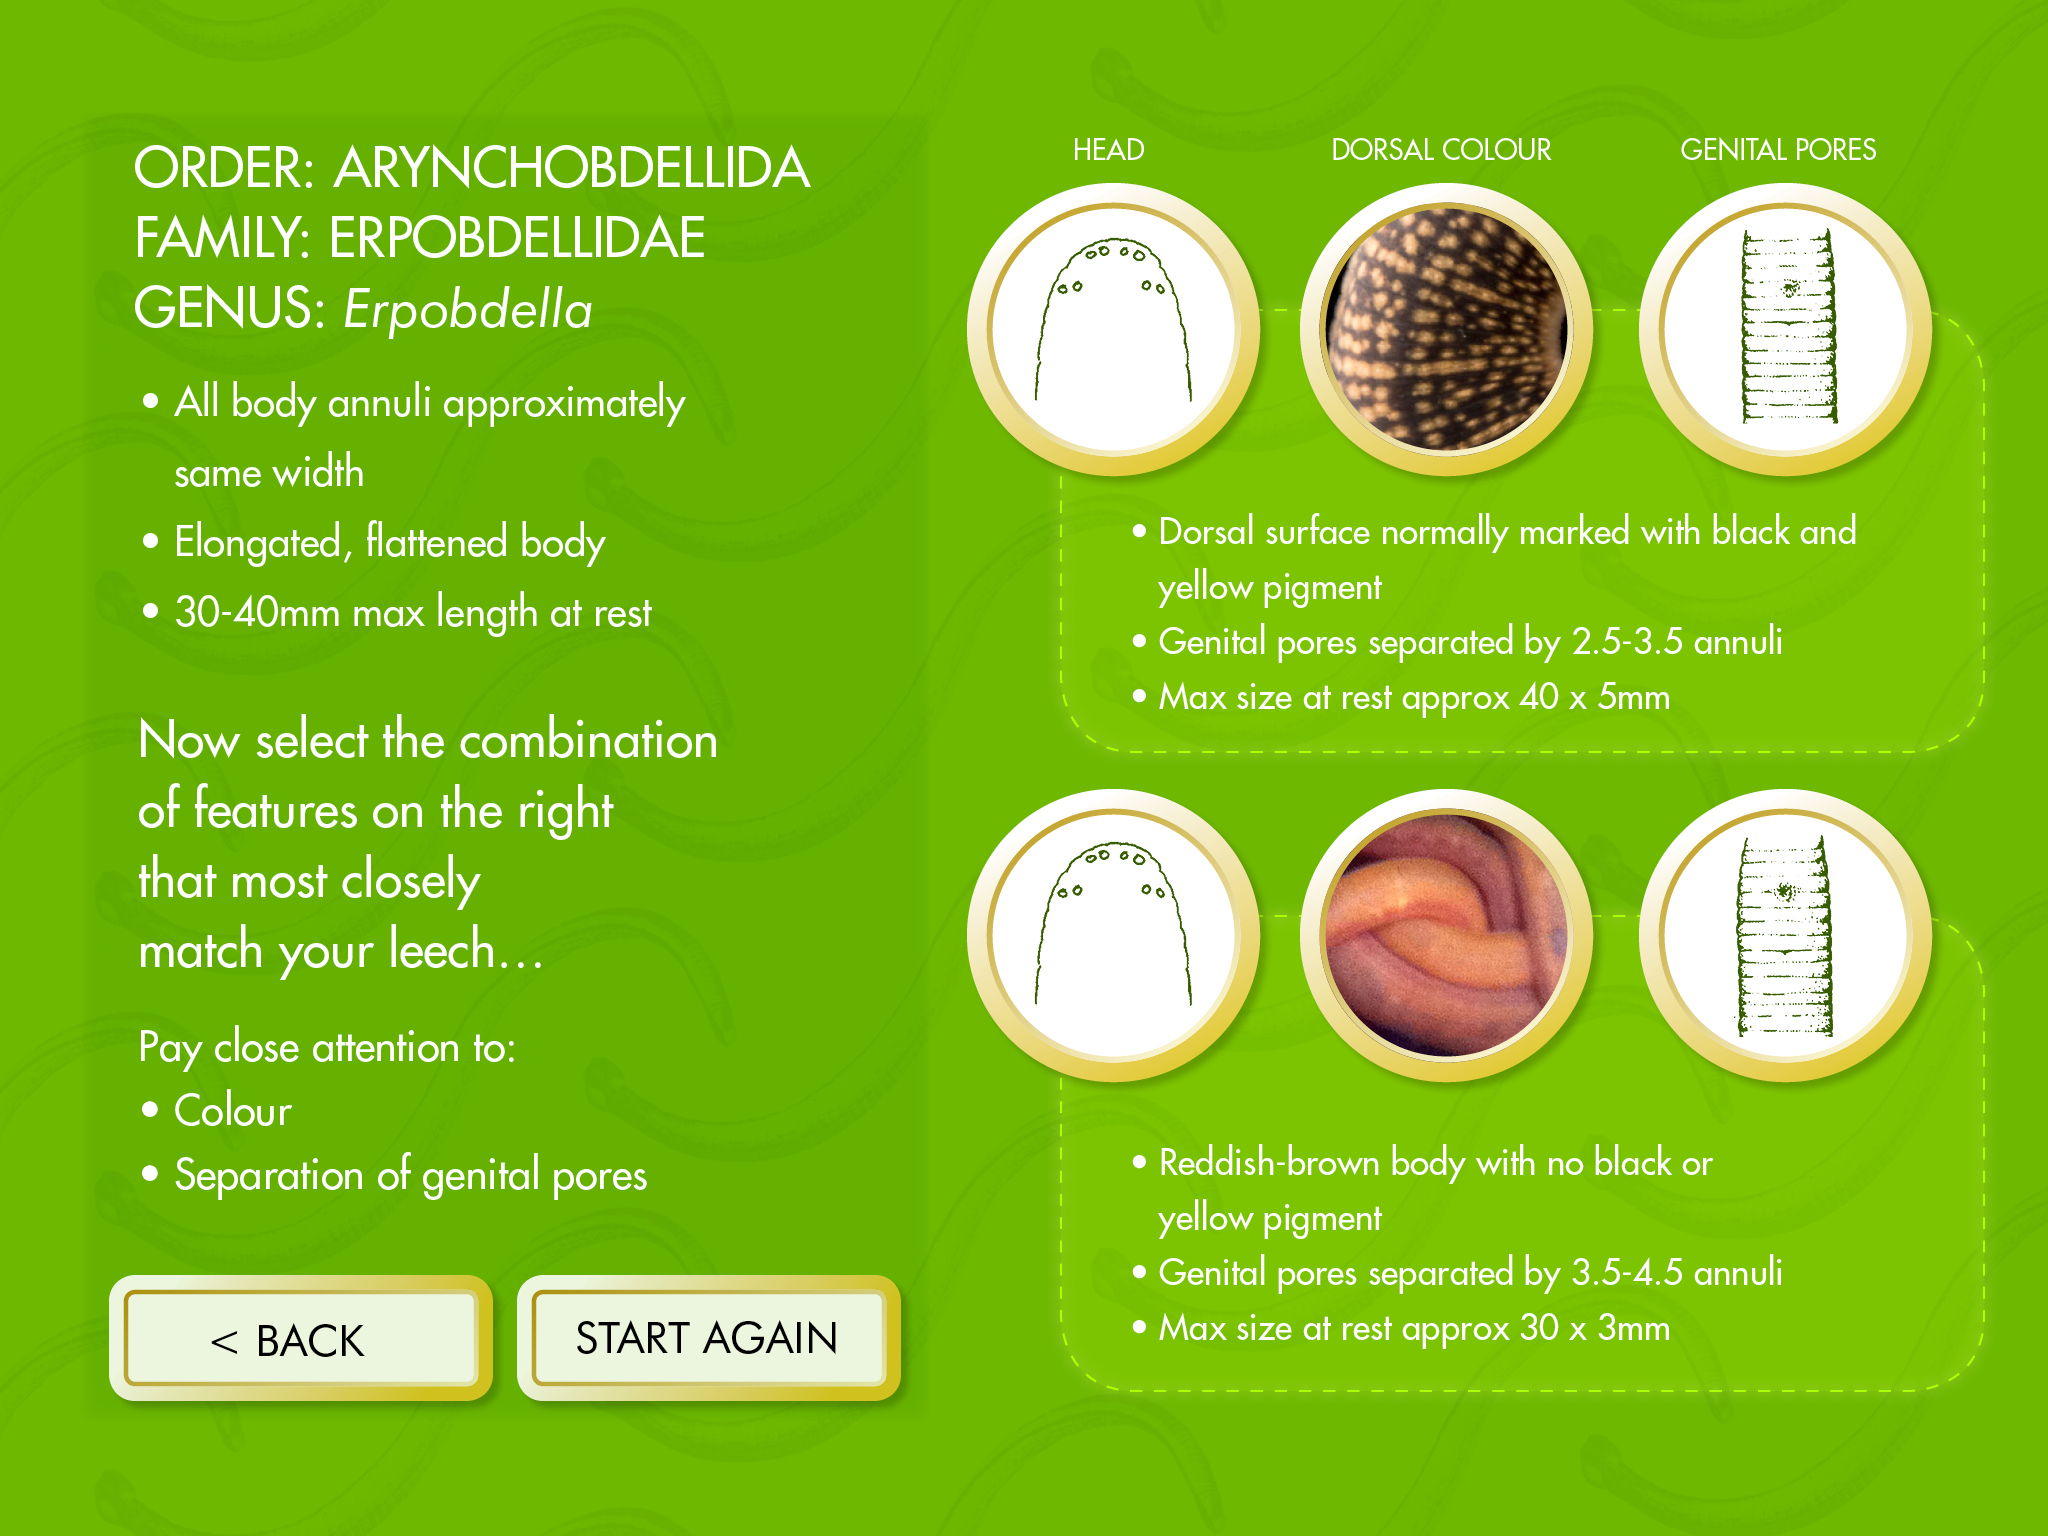 ORDER: ARYNCHOBDELLIDA
FAMILY: ERPOBDELLIDAE
GENUS: Erpobdella
• All body annuli approximately
same width
• Elongated, flattened body
• 30-40mm max length at rest
Now select the combination
of features on the right
that most closely
match your leech…
Pay close attention to:
• Colour
• Separation of genital pores
< BACK
START AGAIN
HEAD
DORSAL COLOUR
GENITAL PORES
• Dorsal surface normally marked with black and
yellow pigment
• Genital pores separated by 2.5-3.5 annuli
• Max size at rest approx 40 x 5mm
• Reddish-brown body with no black or
yellow pigment
• Genital pores separated by 3.5-4.5 annuli
• Max size at rest approx 30 x 3mm